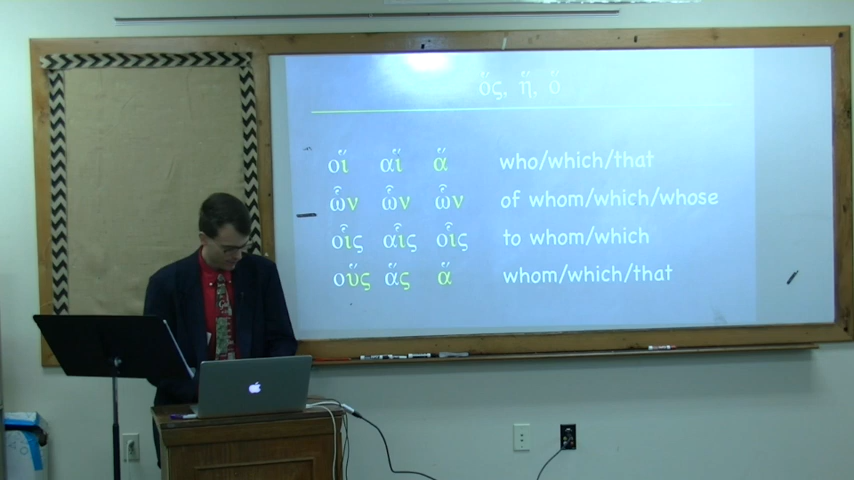 ὅς, ἥ, ὅ
οἵ αἵ ἅ who/which/that
ὧν ὧν ὧν of whom/which/whose
οἷς αἷς οἷς to whom/which
οὕς ἅς ἅ whom/which/that